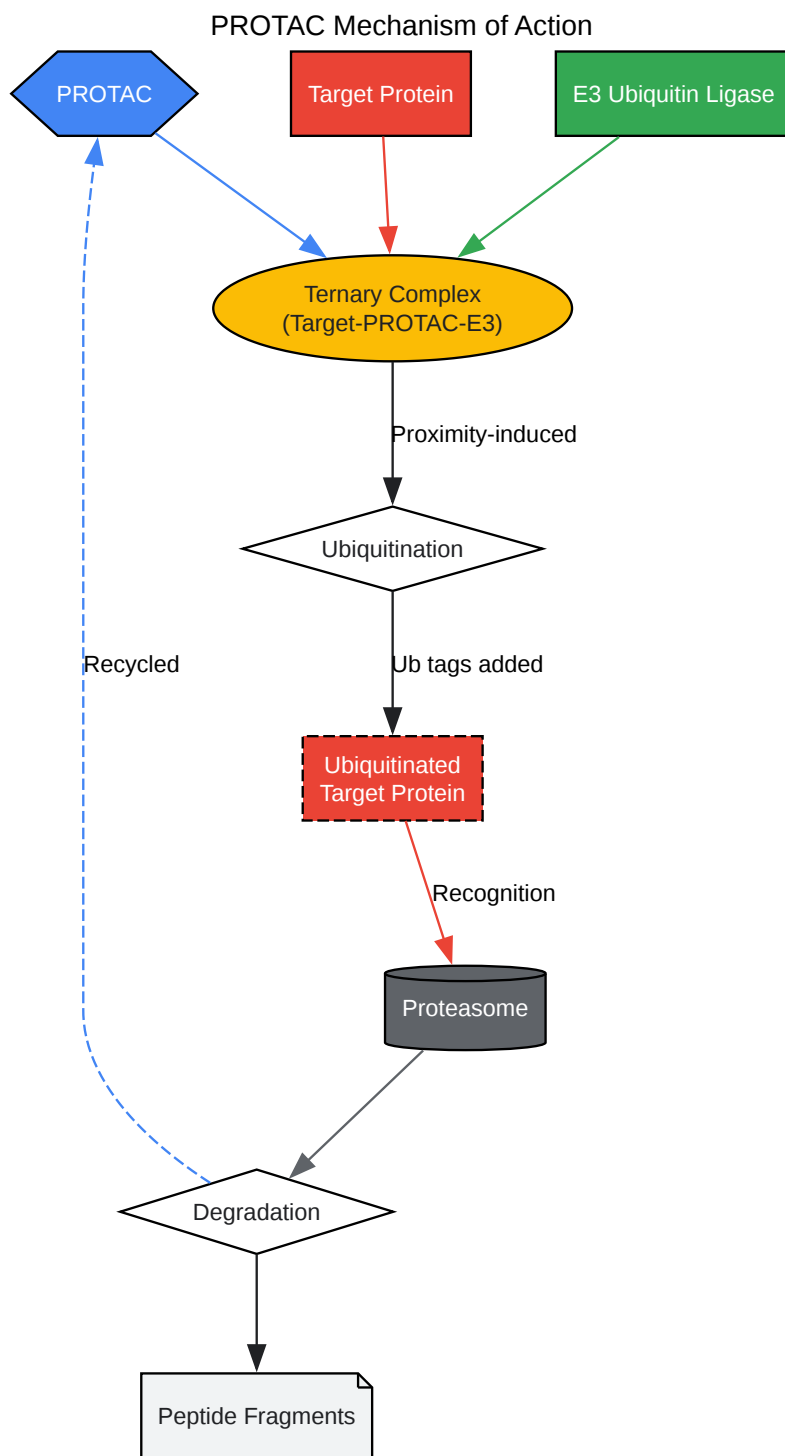 PROTAC Mechanism of Action
PROTAC
Target Protein
E3 Ubiquitin Ligase
Ternary Complex
(Target-PROTAC-E3)
Proximity-induced
Ubiquitination
Recycled
Ub tags added
Ubiquitinated
Target Protein
Recognition
Proteasome
Degradation
Peptide Fragments